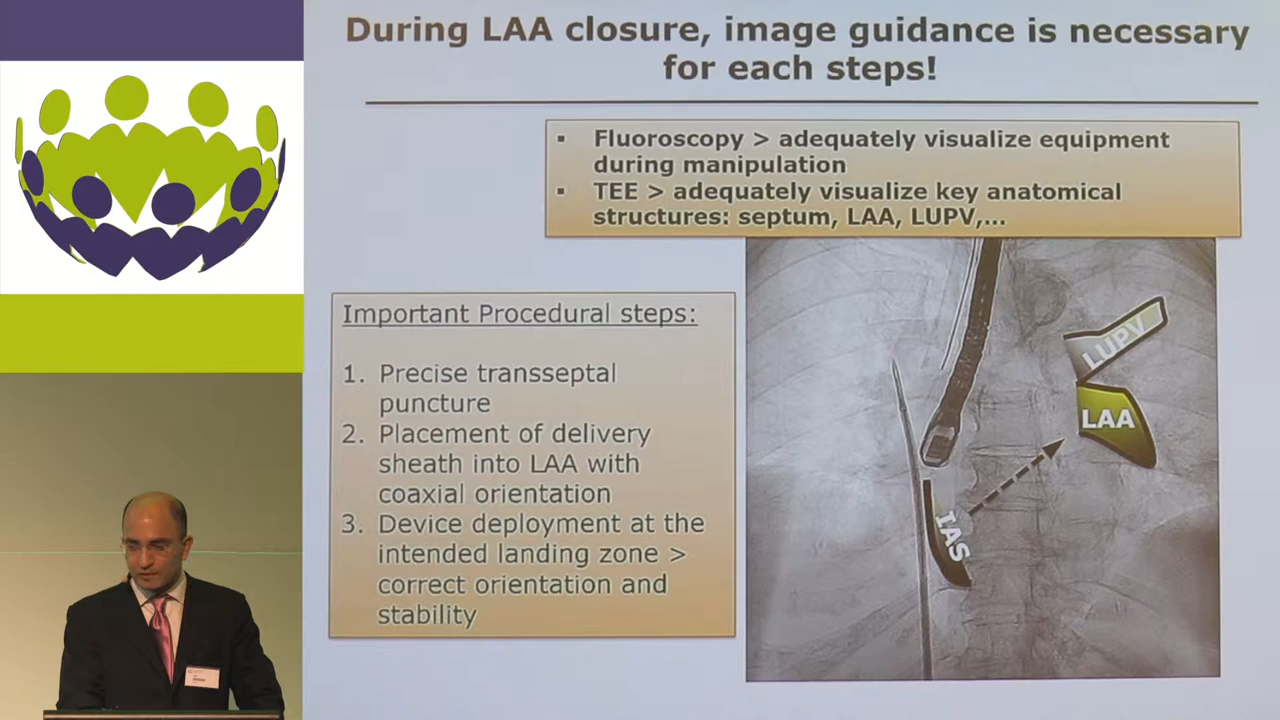 During LAA closure, image guidance is necessary
for each steps!
▪ Fluoroscopy > adequately visualize equipment
during manipulation
▪ TEE > adequately visualize key anatomical
structures: septum, LAA, LUPV,...
Important Procedural steps:
1. Precise transseptal
puncture
2. Placement of delivery
sheath into LAA with
coaxial orientation
3. Device deployment at the
intended landing zone >
correct orientation and
stability
LUPV
LAA
IAS